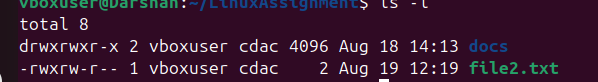 vboxuser@Darshan:~/LinuxAssignment$ ls -l
total 8
drwxrwxr-x 2 vboxuser cdac 4096 Aug 18 14:13 docs
-rwxrw-r-- 1 vboxuser cdac    2 Aug 19 12:19 file2.txt